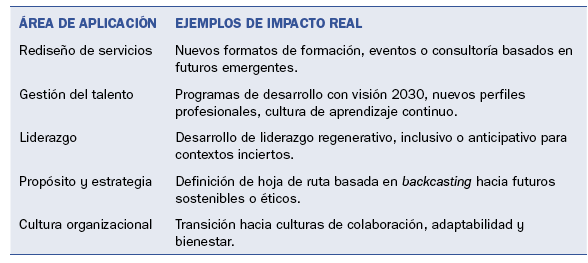 ÁREA DE APLICACIÓN EJEMPLOS DE IMPACTO REAL
Rediseño de servicios Nuevos formatos de formación, eventos o consultoría basados en
futuros emergentes.
Gestión del talento Programas de desarrollo con visión 2030, nuevos perfiles
profesionales, cultura de aprendizaje continuo.
Liderazgo Desarrollo de liderazgo regenerativo, inclusivo o anticipativo para
contextos inciertos.
Propósito y estrategia Definición de hoja de ruta basada en backcasting hacia futuros
sostenibles o éticos.
Cultura organizacional Transición hacia culturas de colaboración, adaptabilidad y
bienestar.